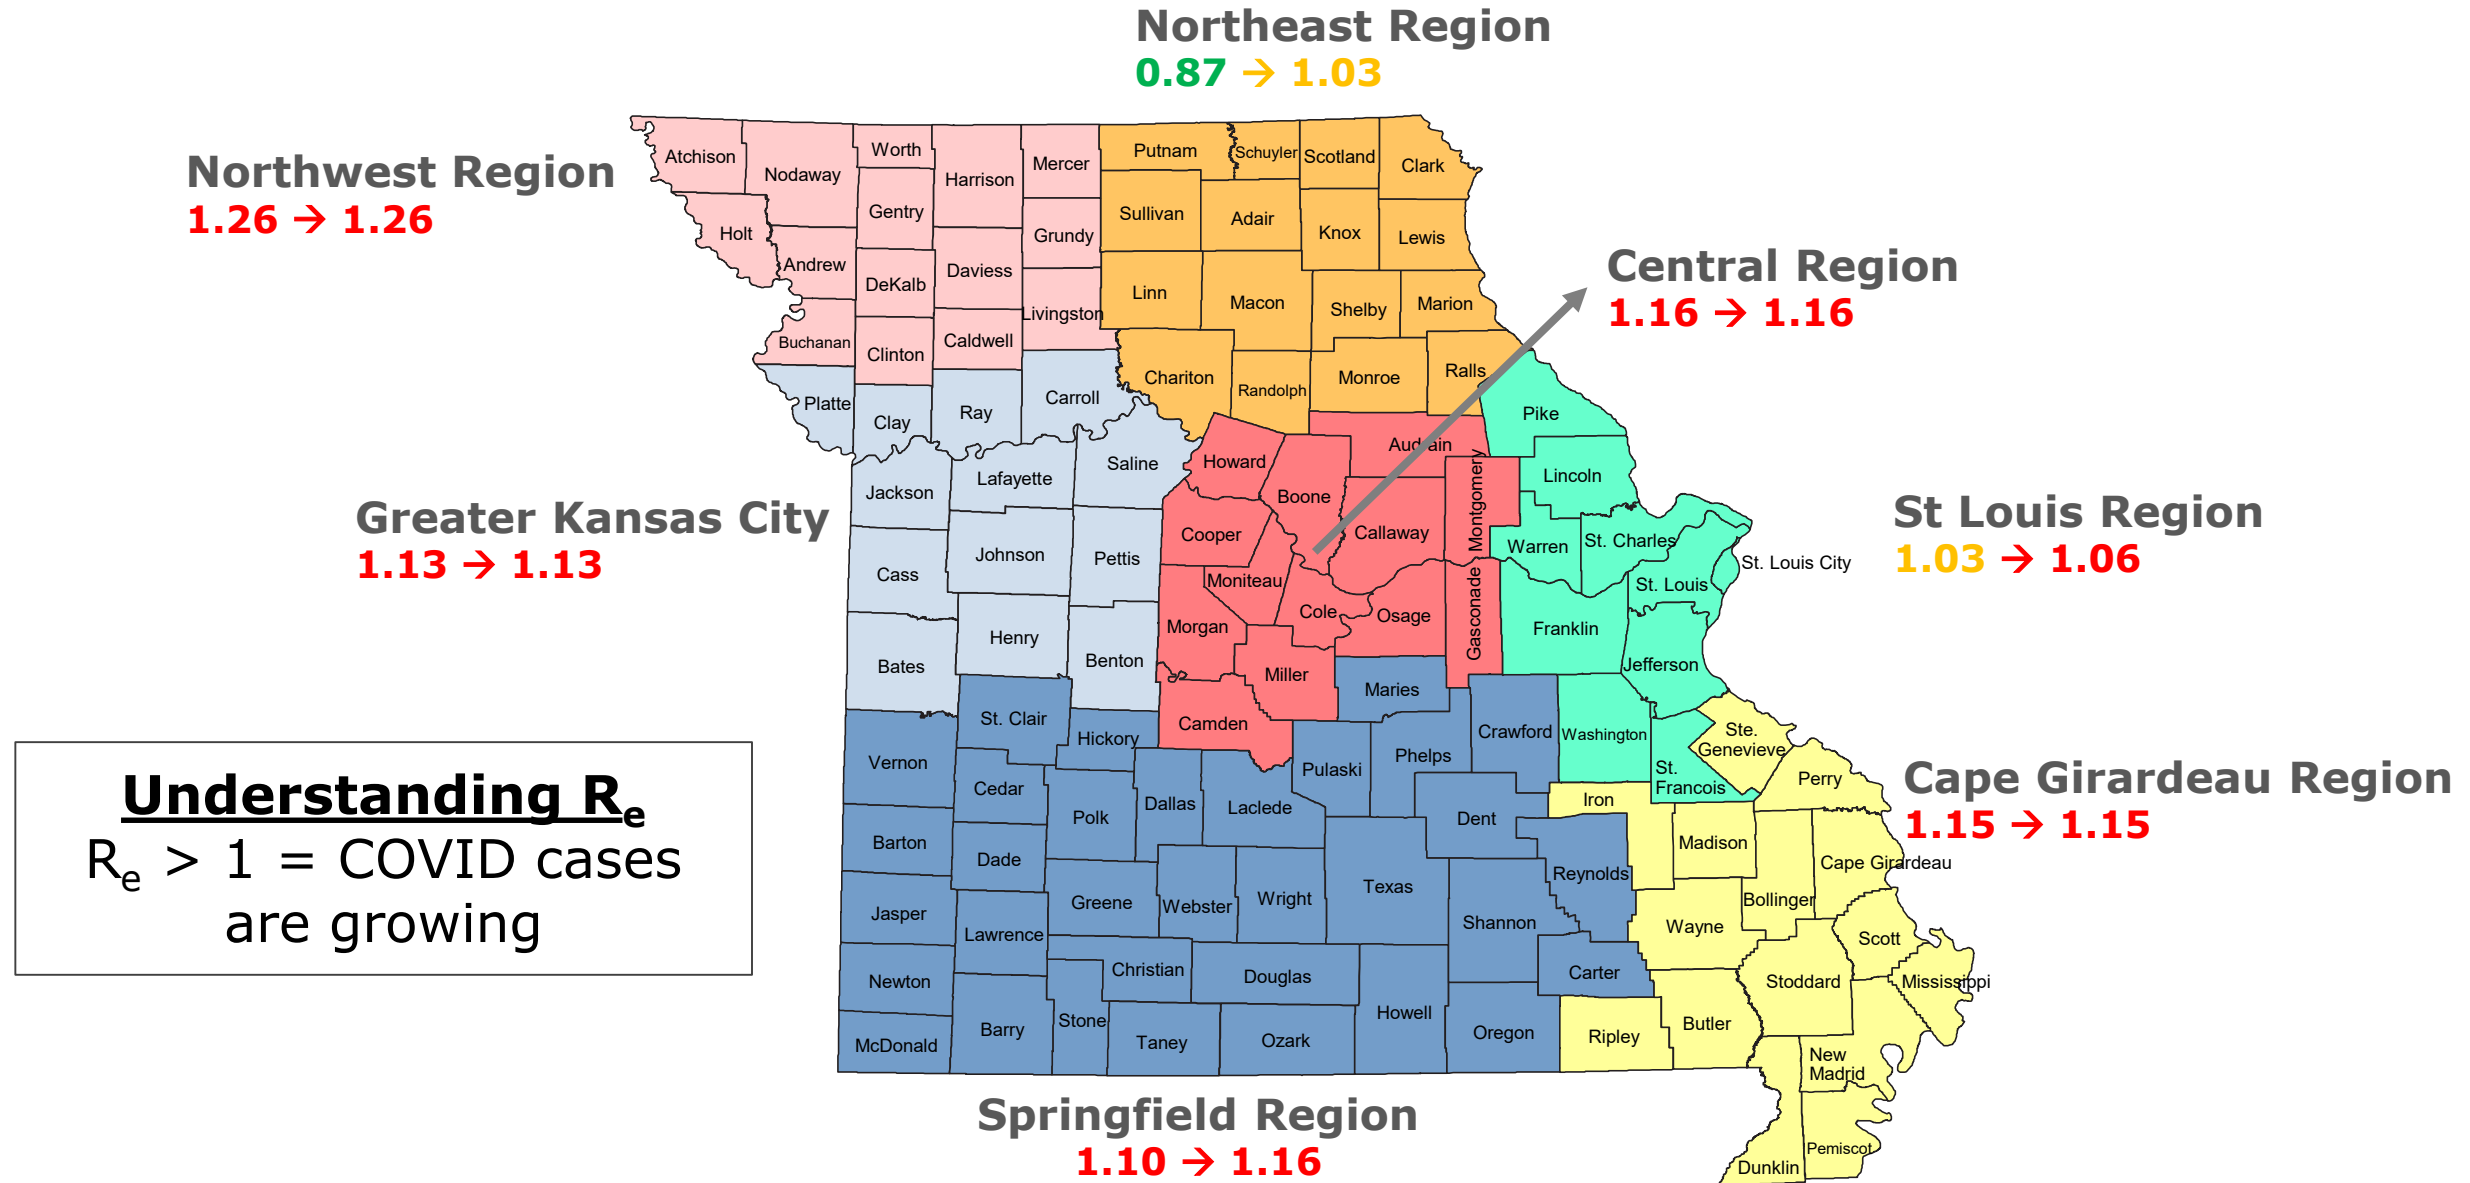 Northeast Region
0.87 → 1.03
Northwest Region
1.26 → 1.26
Central Region
1.16 → 1.16
Greater Kansas City
1.13 → 1.13
St Louis Region
1.03 → 1.06
Cape Girardeau Region
1.15 → 1.15
Springfield Region
1.10 → 1.16
Understanding Re
Re > 1 = COVID cases
are growing
Atchison
Nodaway
Worth
Harrison
Mercer
Putnam
Schuyler
Scotland
Clark
Holt
Andrew
Gentry
DeKalb
Daviess
Grundy
Sullivan
Adair
Knox
Lewis
Livingston
Linn
Macon
Shelby
Marion
Buchanan
Clinton
Caldwell
Chariton
Randolph
Monroe
Ralls
Platte
Clay
Ray
Carroll
Pike
Jackson
Lafayette
Saline
Howard
Boone
Audrain
Montgomery
Lincoln
Cass
Johnson
Pettis
Cooper
Callaway
Warren
St. Charles
St. Louis City
St. Louis
Moniteau
Cole
Osage
Gasconade
Franklin
Jefferson
Bates
Henry
Benton
Morgan
Miller
Camden
Maries
St. Clair
Hickory
Vernon
Cedar
Polk
Dallas
Laclede
Pulaski
Phelps
Crawford
Washington
St.
Francois
Ste.
Genevieve
Perry
Iron
Madison
Barton
Dade
Dent
Reynolds
Bollinger
Cape Girardeau
Jasper
Lawrence
Greene
Webster
Wright
Texas
Shannon
Wayne
Scott
Newton
Christian
Douglas
Carter
Stoddard
Mississippi
McDonald
Barry
Stone
Taney
Ozark
Howell
Oregon
Ripley
Butler
New
Madrid
Pemiscot
Dunklin